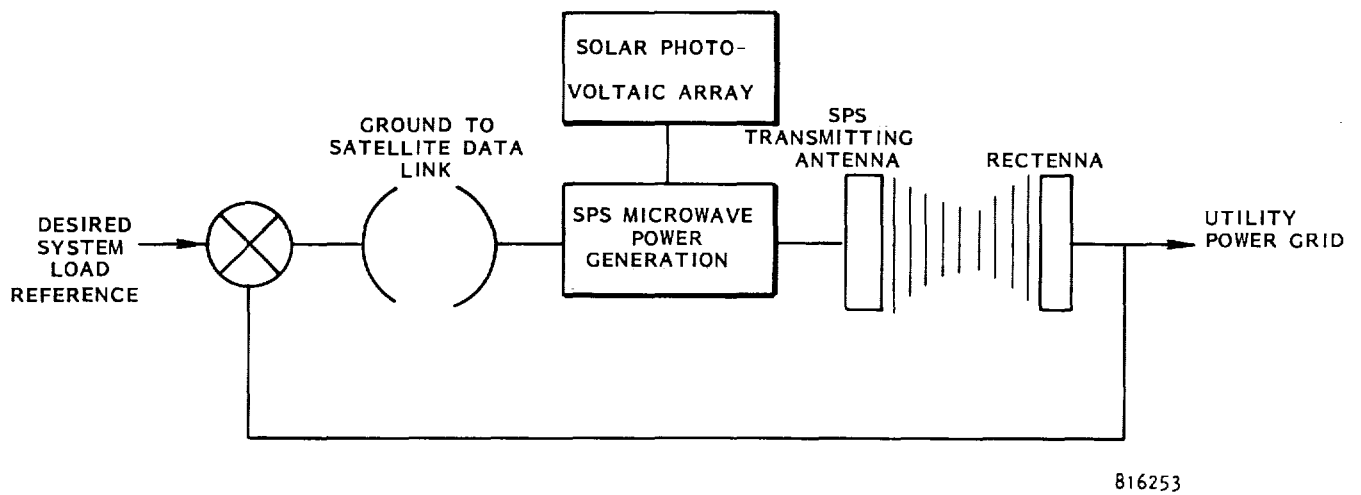 SOLAR PHOTO-
VOLTAIC ARRAY
GROUND TO
SATELLITE DATA
LINK
SPS
TRANSMITTING
ANTENNA
RECTENNA
DESIRED
SYSTEM
LOAD
REFERENCE
SPS MICROWAVE
POWER
GENERATION
UTILITY
POWER GRID
816253